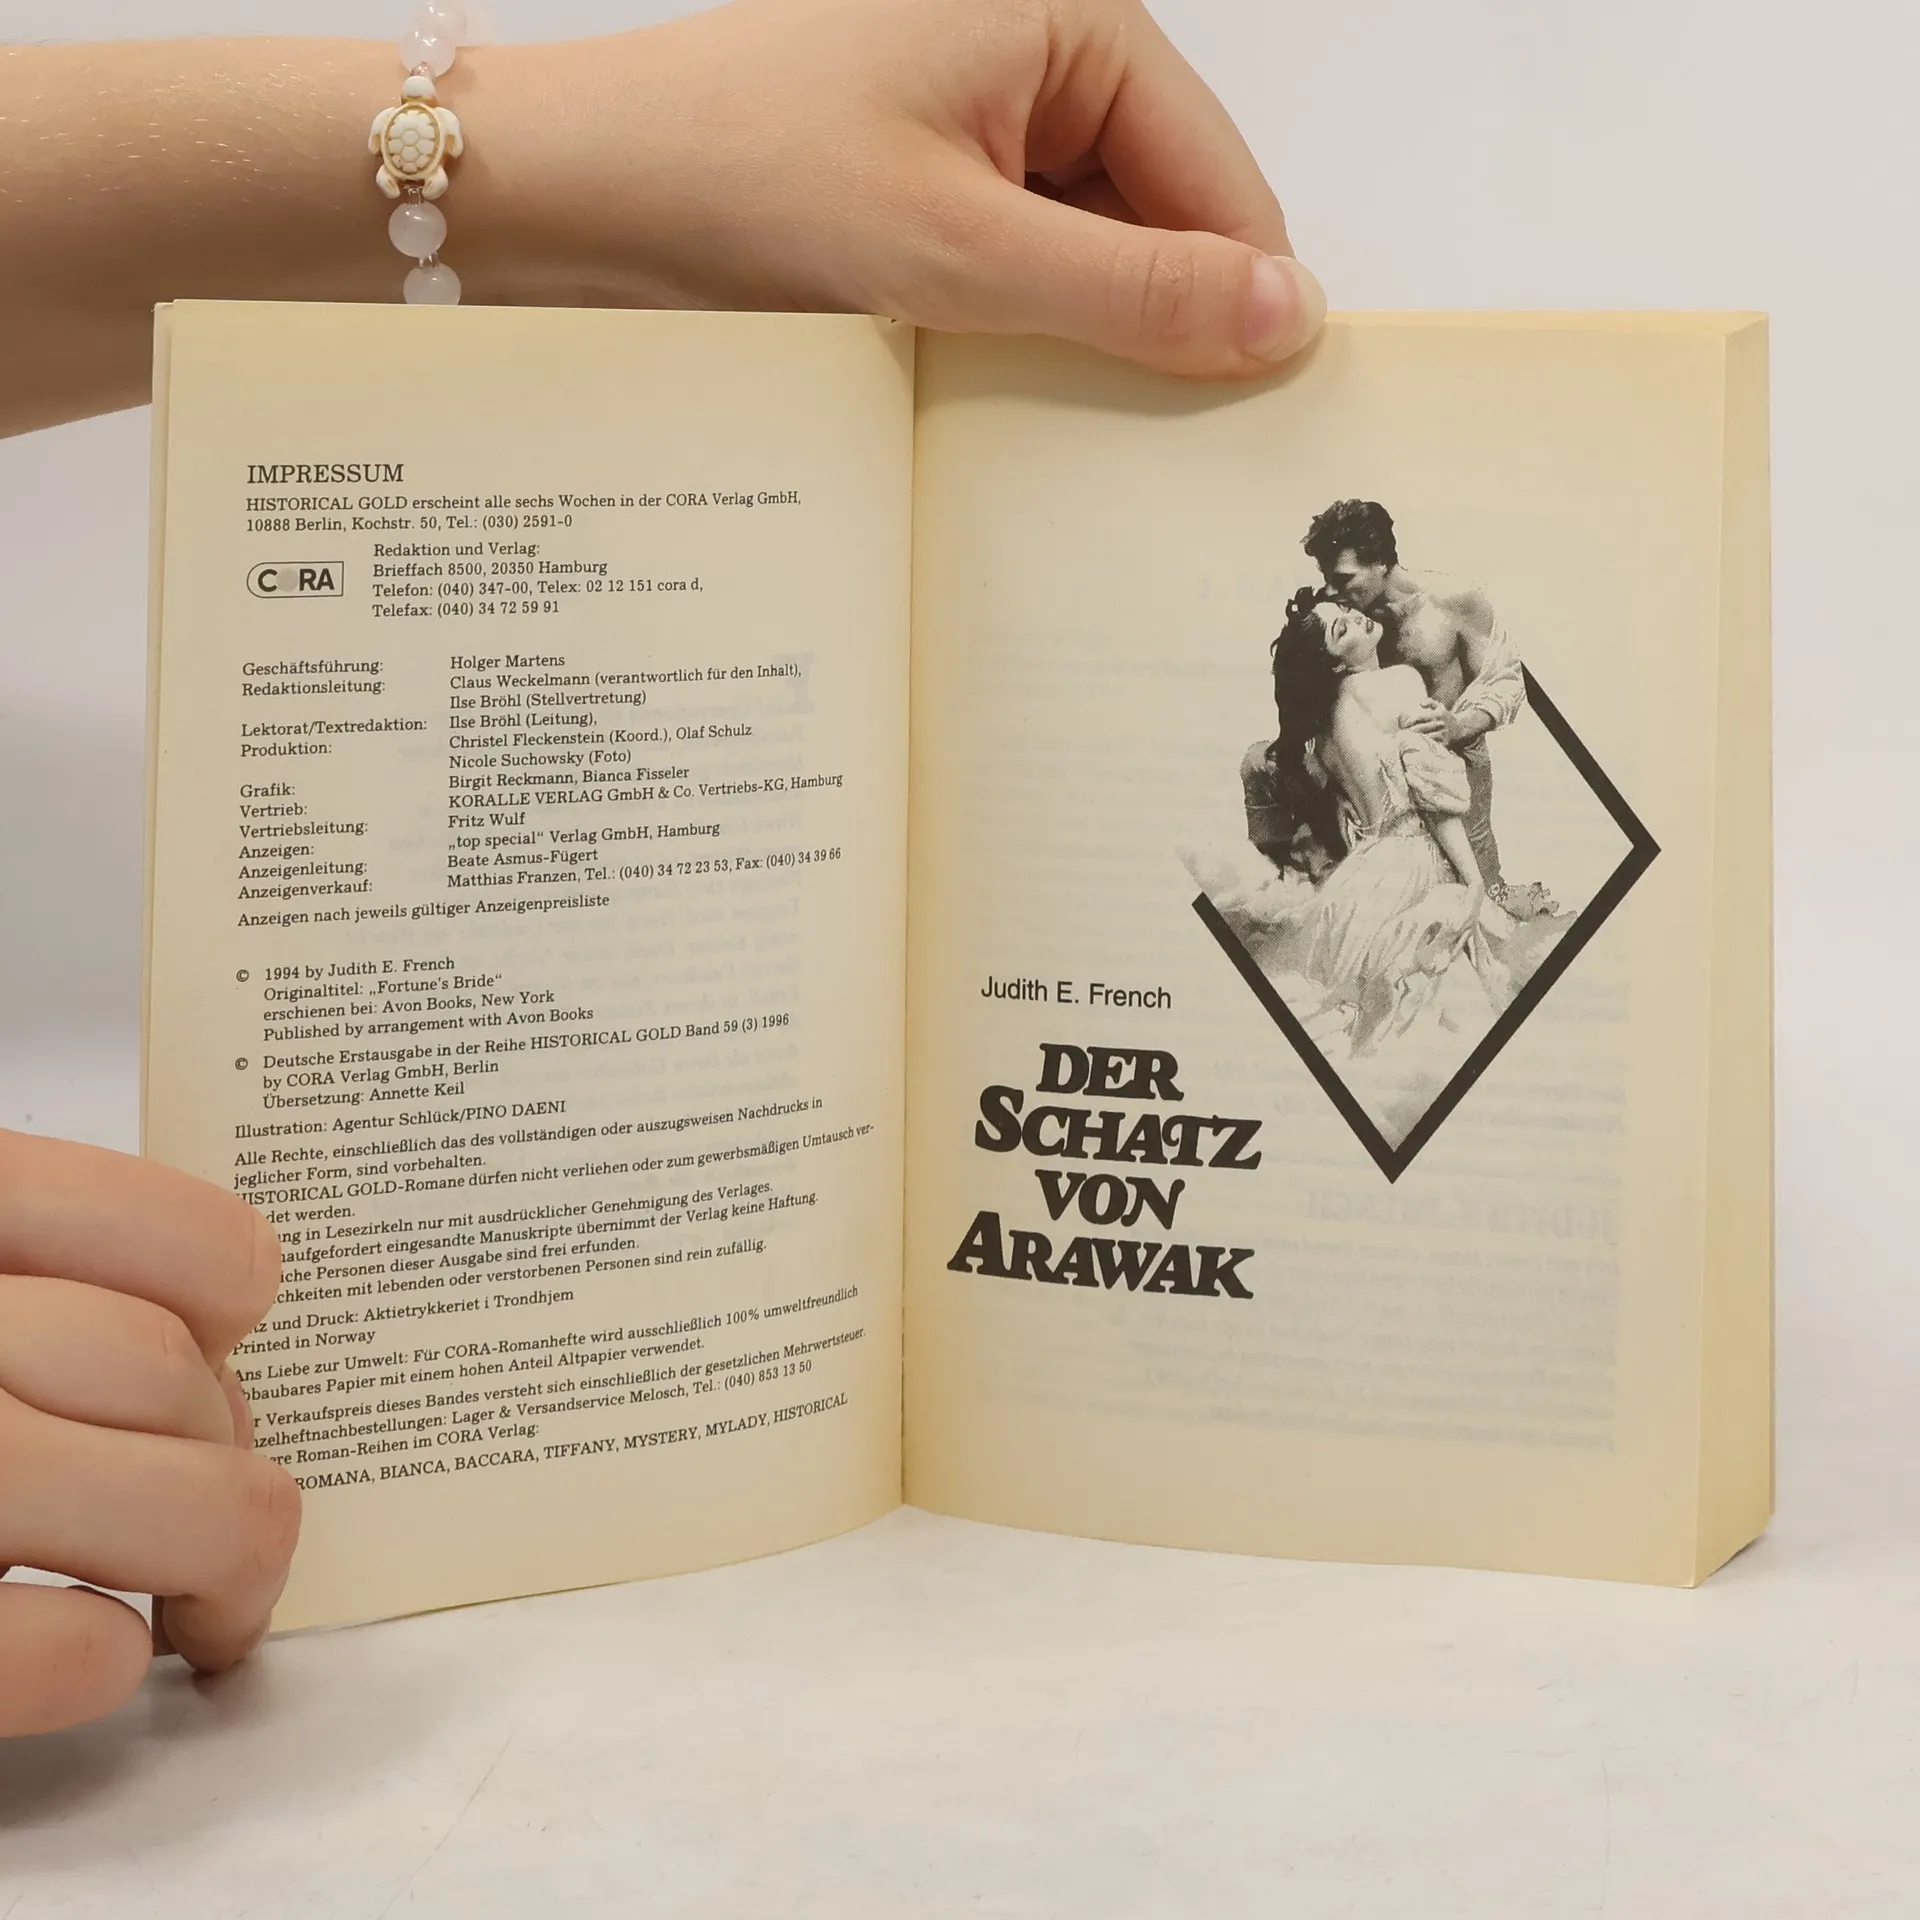 IMPRESSUM
HISTORICAL GOLD erscheint alle sechs Wochen in der CORA Verlag GmbH,
10888 Berlin, Kochstr. 50, Tel.: (030) 2591-0
CORA
Redaktion und Verlag:
Brieffach 8500, 20350 Hamburg
Telefon: (040) 347-00, Telex: 02 12 151 cora d,
Telefax: (040) 34 72 59 91
Geschäftsführung: Holger Martens
Redaktionsleitung: Claus Weckelmann (verantwortlich für den Inhalt),
Ilse Bröhl (Stellvertretung)
Lektorat/Textredaktion: Ilse Bröhl (Leitung),
Produktion: Christel Fleckenstein (Koord.), Olaf Schulz
Nicole Suchowsky (Foto)
Grafik: Birgit Reckmann, Bianca Fisseler
Vertrieb: KORALLE VERLAG GmbH & Co. Vertriebs-KG, Hamburg
Vertriebsleitung: Fritz Wulf
Anzeigen: „top special“ Verlag GmbH, Hamburg
Anzeigenleitung: Beate Asmus-Fügert
Anzeigenverkauf: Matthias Franzen, Tel.: (040) 34 72 23 53, Fax: (040) 34 39 66
Anzeigen nach jeweils gültiger Anzeigenpreisliste
© 1994 by Judith E. French
Originaltitel: „Fortune's Bride“
erschienen bei: Avon Books, New York
Published by arrangement with Avon Books
© Deutsche Erstausgabe in der Reihe HISTORICAL GOLD Band 59 (3) 1996
by CORA Verlag GmbH, Berlin
Übersetzung: Annette Keil
Illustration: Agentur Schlück/PINO DAENI
Alle Rechte, einschließlich das des vollständigen oder auszugsweisen Nachdrucks in
jeglicher Form, sind vorbehalten.
HISTORICAL GOLD-Romane dürfen nicht verliehen oder zum gewerbsmäßigen Umtausch ver-
det werden.
ng in Lesezirkeln nur mit ausdrücklicher Genehmigung des Verlages.
naufgefordert eingesandte Manuskripte übernimmt der Verlag keine Haftung.
iche Personen dieser Ausgabe sind frei erfunden.
chkeiten mit lebenden oder verstorbenen Personen sind rein zufällig.
z und Druck: Aktietrykkeriet i Trondhjem
Printed in Norway
Aus Liebe zur Umwelt: Für CORA-Romanhefte wird ausschließlich 100% umweltfreundlich
bbaubares Papier mit einem hohen Anteil Altpapier verwendet.
r Verkaufspreis dieses Bandes versteht sich einschließlich der gesetzlichen Mehrwertsteuer.
nzelheftnachbestellungen: Lager & Versandservice Melosch, Tel.: (040) 853 13 50
re Roman-Reihen im CORA Verlag:
ROMANA, BIANCA, BACCARA, TIFFANY, MYSTERY, MYLADY, HISTORICAL
Judith E. French
DER
SCHATZ
VON
ARAWAK